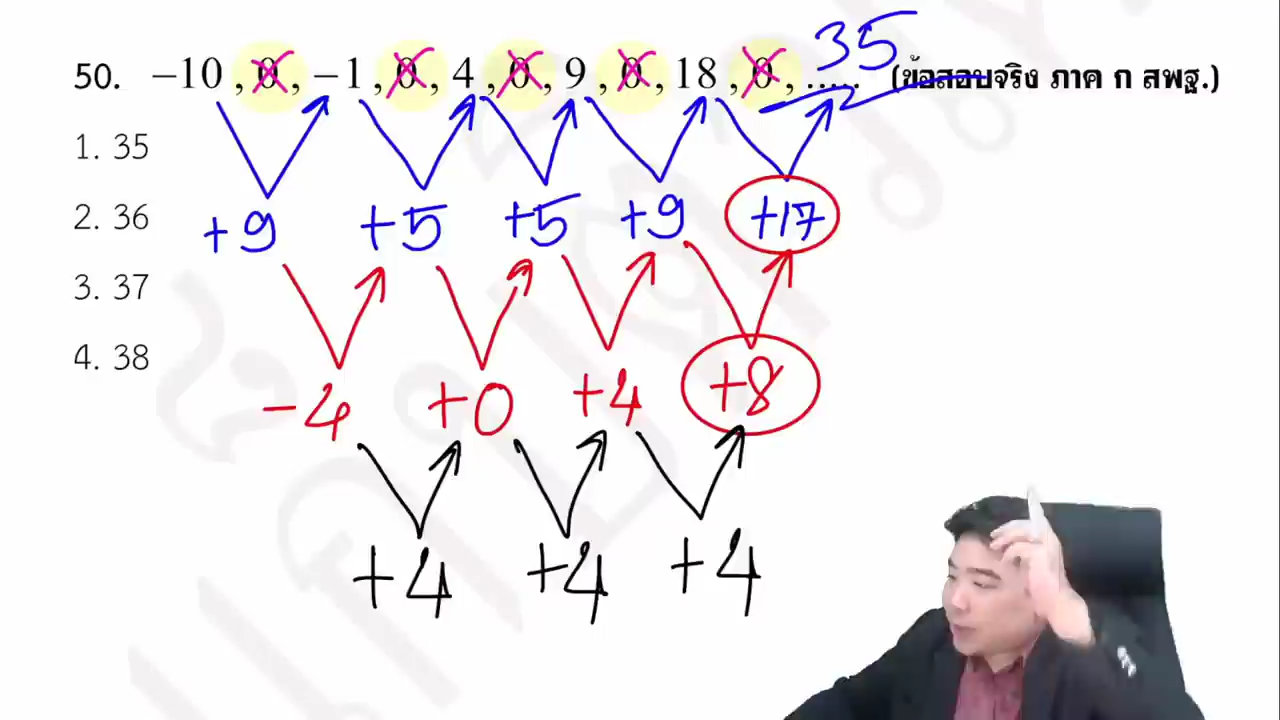 50. −10 , 0 , −1 , 0 , 4 , 0 , 9 , 0 , 18 , 0 , ..... 35 (ข้อสอบจริง ภาค ก สพฐ.)
1. 35
2. 36
3. 37
4. 38
+9 +5 +5 +9 +17
-4 +0 +4 +8
+4 +4 +4